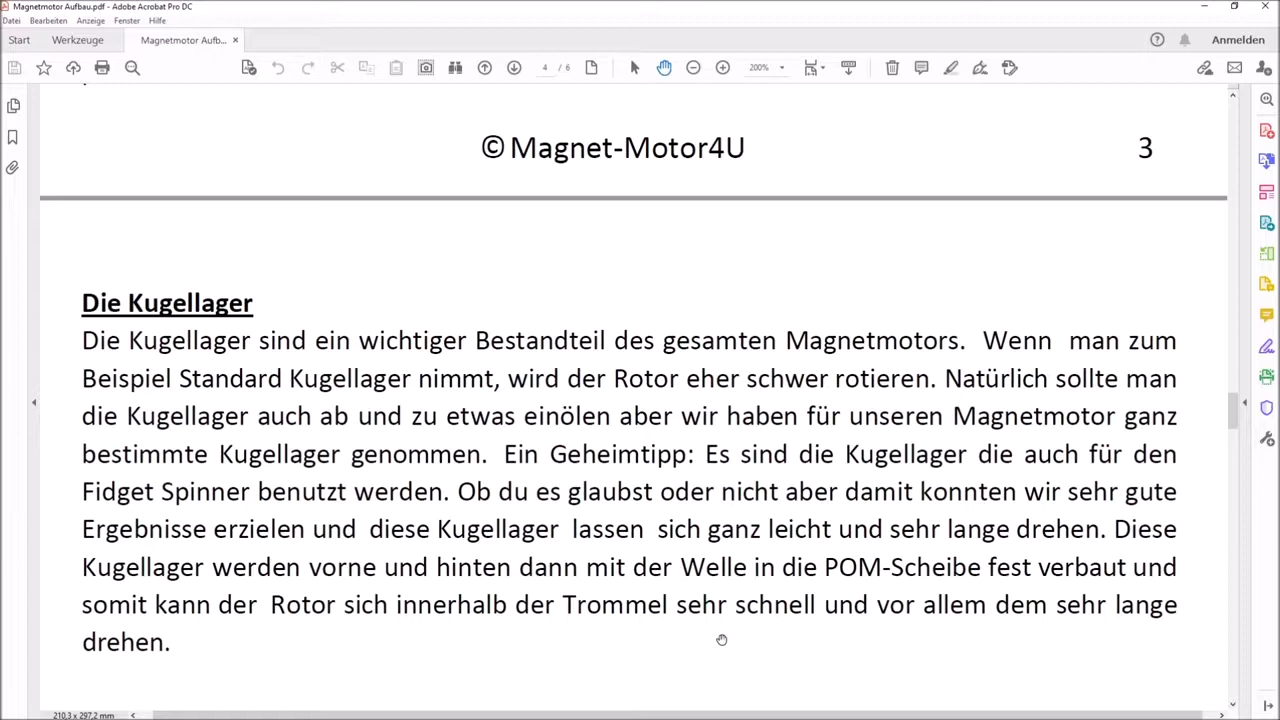 Magnetmotor Aufbau.pdf - Adobe Acrobat Pro DC
Datei Bearbeiten Anzeige Fenster Hilfe
Start Werkzeuge Magnetmotor Aufb... × Anmelden
4 / 6 200%
© Magnet-Motor4U 3
Die Kugellager
Die Kugellager sind ein wichtiger Bestandteil des gesamten Magnetmotors. Wenn man zum
Beispiel Standard Kugellager nimmt, wird der Rotor eher schwer rotieren. Natürlich sollte man
die Kugellager auch ab und zu etwas einölen aber wir haben für unseren Magnetmotor ganz
bestimmte Kugellager genommen. Ein Geheimtipp: Es sind die Kugellager die auch für den
Fidget Spinner benutzt werden. Ob du es glaubst oder nicht aber damit konnten wir sehr gute
Ergebnisse erzielen und diese Kugellager lassen sich ganz leicht und sehr lange drehen. Diese
Kugellager werden vorne und hinten dann mit der Welle in die POM-Scheibe fest verbaut und
somit kann der Rotor sich innerhalb der Trommel sehr schnell und vor allem dem sehr lange
drehen.
210,3 x 297,2 mm